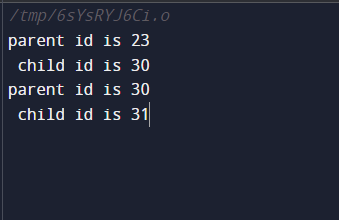 /tmp/6sYsRYJ6Ci.o
parent id is 23
 child id is 30
parent id is 30
 child id is 31